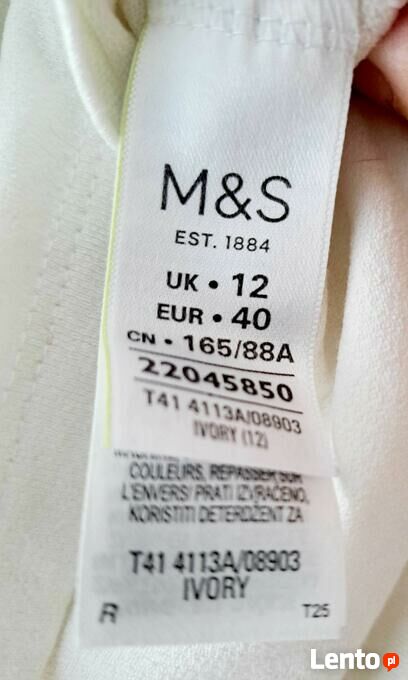 M&S
EST. 1884
UK • 12
EUR • 40
CN • 165/88A
22045850
T41 4113A/08903
IVORY (12)
COULEURS, REPASSER SUR
L'ENVERS/ PRATI IZVRAĆENO,
KORISTITI DETERDŽENT ZA
T41 4113A/08903
IVORY
R T25
Lento.pl